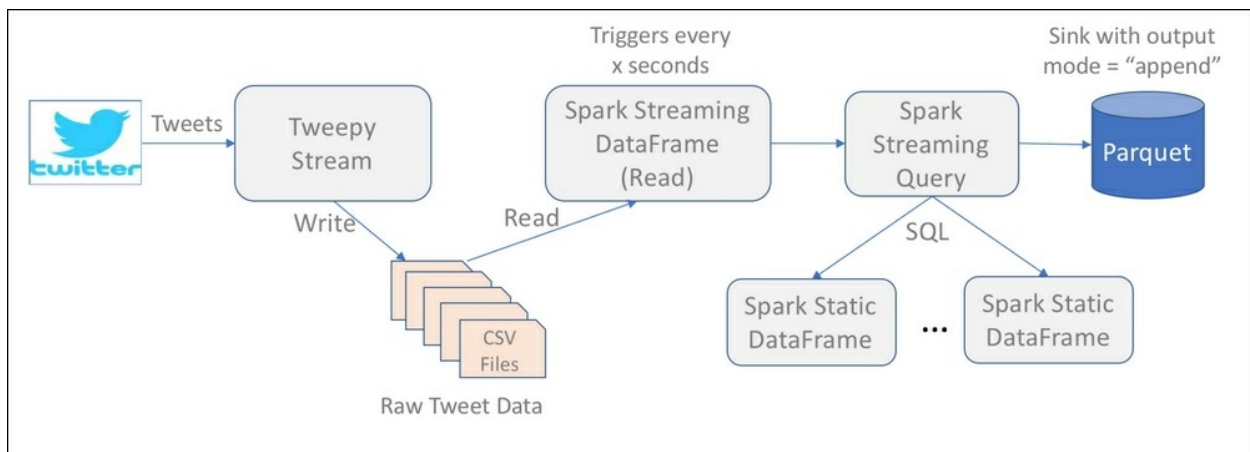 twitter
Tweets
Tweepy
Stream
Write
CSV
Files
Raw Tweet Data
Read
Triggers every
x seconds
Spark Streaming
DataFrame
(Read)
Spark
Streaming
Query
Sink with output
mode = “append”
Parquet
SQL
Spark Static
DataFrame
...
Spark Static
DataFrame